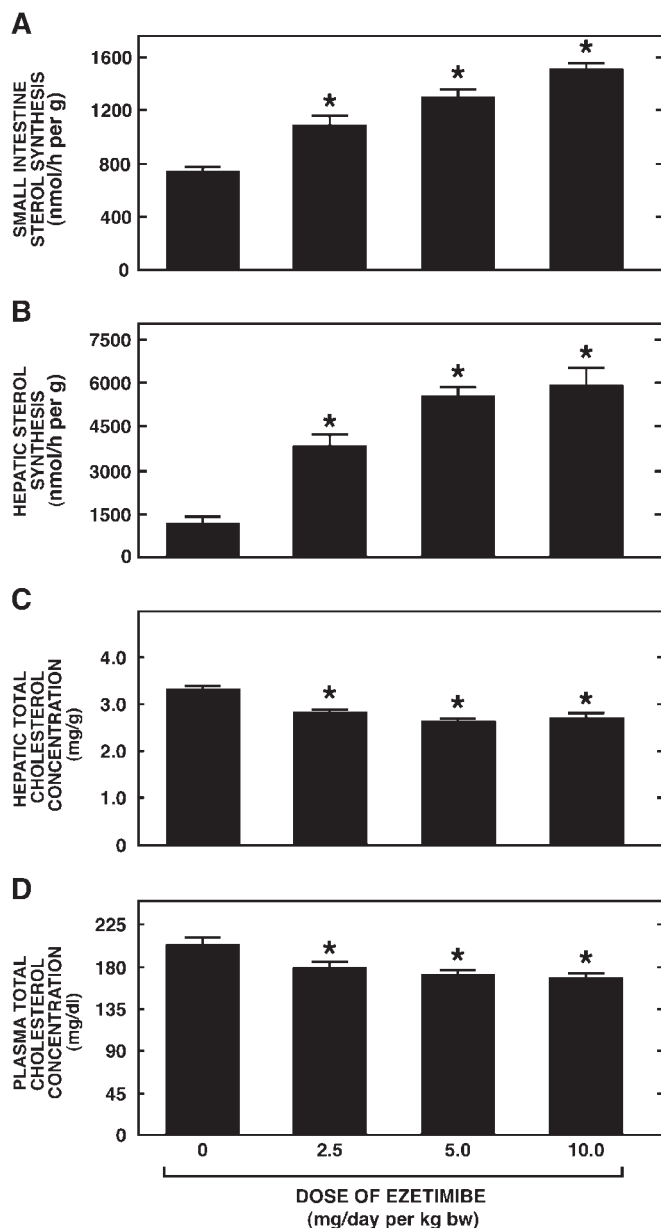 A
SMALL INTESTINE
STEROL SYNTHESIS
(nmol/h per g)
1600
1200
800
400
0
*
*
*
B
HEPATIC STEROL
SYNTHESIS
(nmol/h per g)
7500
6000
4500
3000
1500
0
*
*
*
C
HEPATIC TOTAL
CHOLESTEROL
CONCENTRATION
(mg/g)
4.0
3.0
2.0
1.0
0
*
*
*
D
PLASMA TOTAL
CHOLESTEROL
CONCENTRATION
(mg/dl)
225
180
135
90
45
0
*
*
*
0 2.5 5.0 10.0
DOSE OF EZETIMIBE
(mg/day per kg bw)